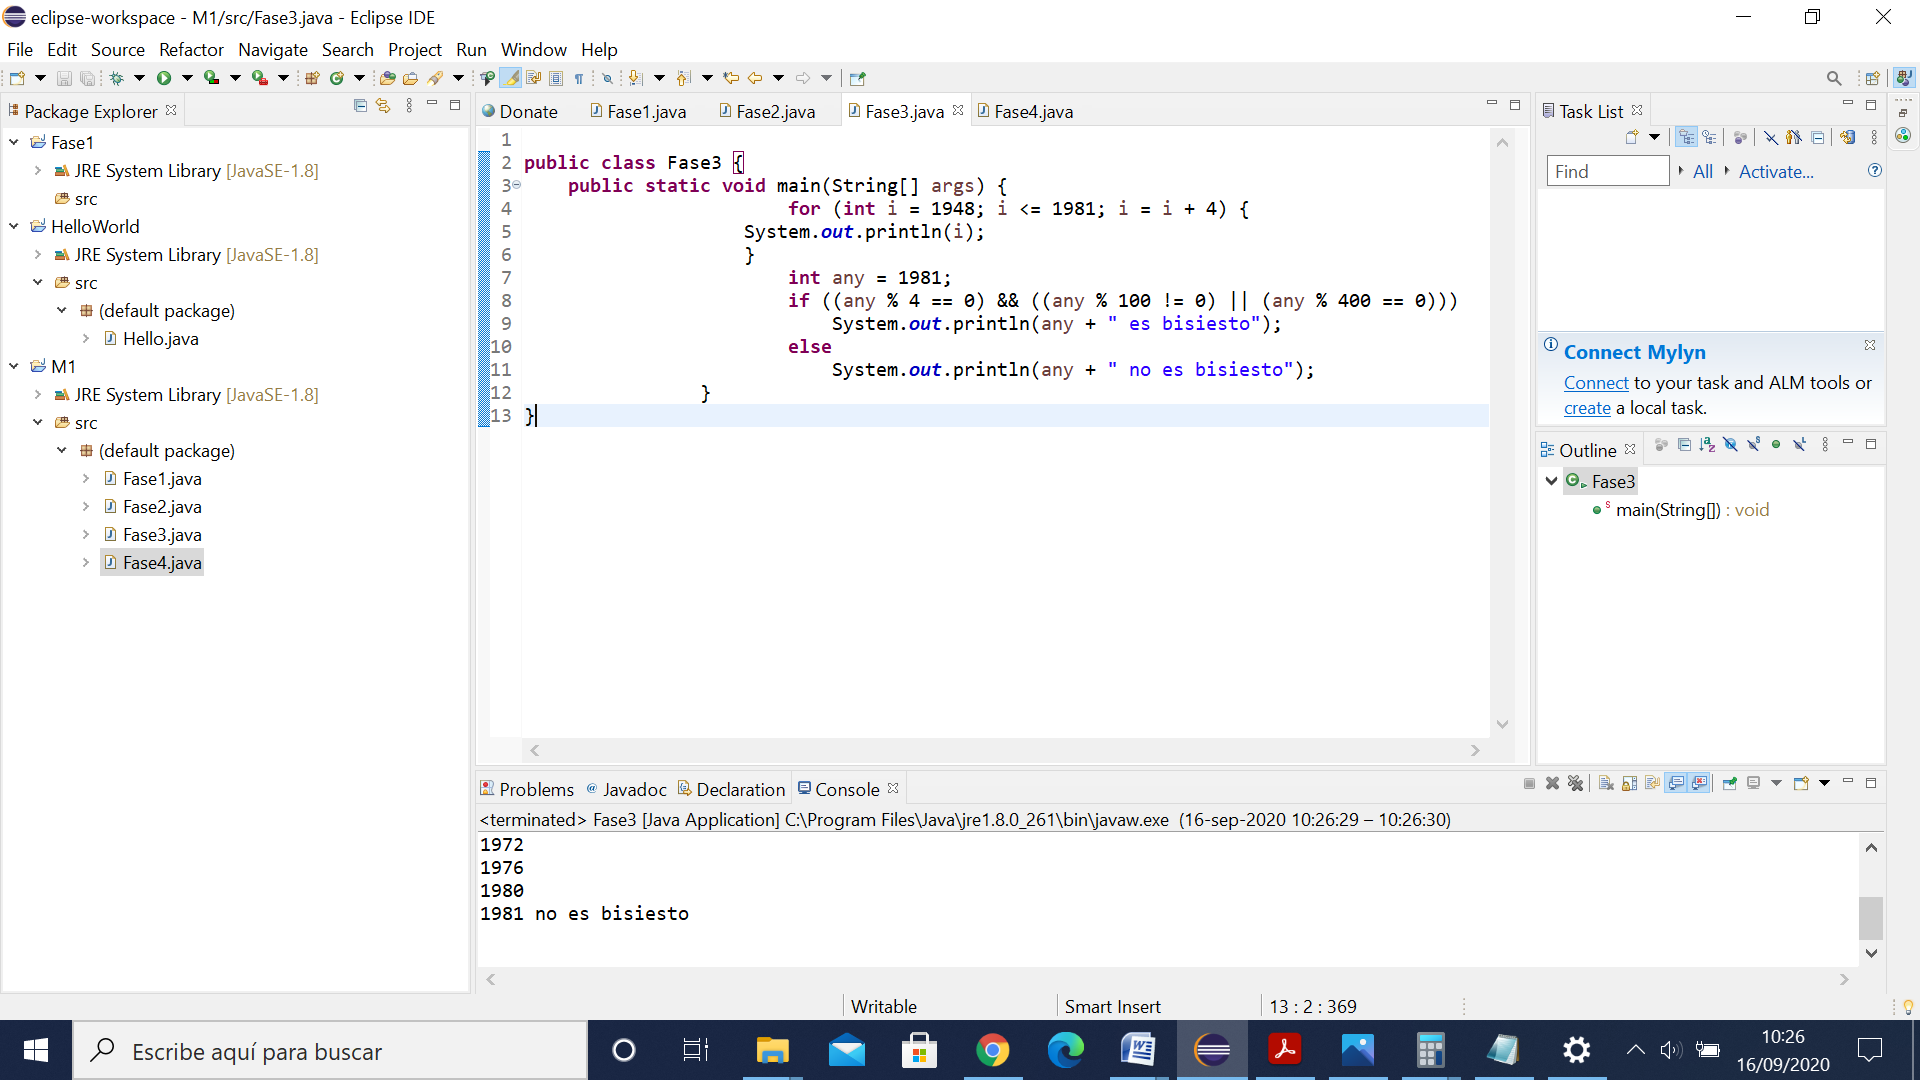 eclipse-workspace - M1/src/Fase3.java - Eclipse IDE
File Edit Source Refactor Navigate Search Project Run Window Help
Package Explorer
Fase1
JRE System Library [JavaSE-1.8]
src
HelloWorld
JRE System Library [JavaSE-1.8]
src
(default package)
Hello.java
M1
JRE System Library [JavaSE-1.8]
src
(default package)
Fase1.java
Fase2.java
Fase3.java
Fase4.java
Donate Fase1.java Fase2.java Fase3.java Fase4.java
1
2 public class Fase3 {
3 public static void main(String[] args) {
4 for (int i = 1948; i <= 1981; i = i + 4) {
5 System.out.println(i);
6 }
7 int any = 1981;
8 if ((any % 4 == 0) && ((any % 100 != 0) || (any % 400 == 0)))
9 System.out.println(any + " es bisiesto");
10 else
11 System.out.println(any + " no es bisiesto");
12 }
13 }
Task List
Find All Activate...
Connect Mylyn
Connect to your task and ALM tools or
create a local task.
Outline
Fase3
main(String[]) : void
Problems Javadoc Declaration Console
<terminated> Fase3 [Java Application] C:\Program Files\Java\jre1.8.0_261\bin\javaw.exe (16-sep-2020 10:26:29 – 10:26:30)
1972
1976
1980
1981 no es bisiesto
Writable Smart Insert 13 : 2 : 369
Escribe aquí para buscar
10:26
16/09/2020